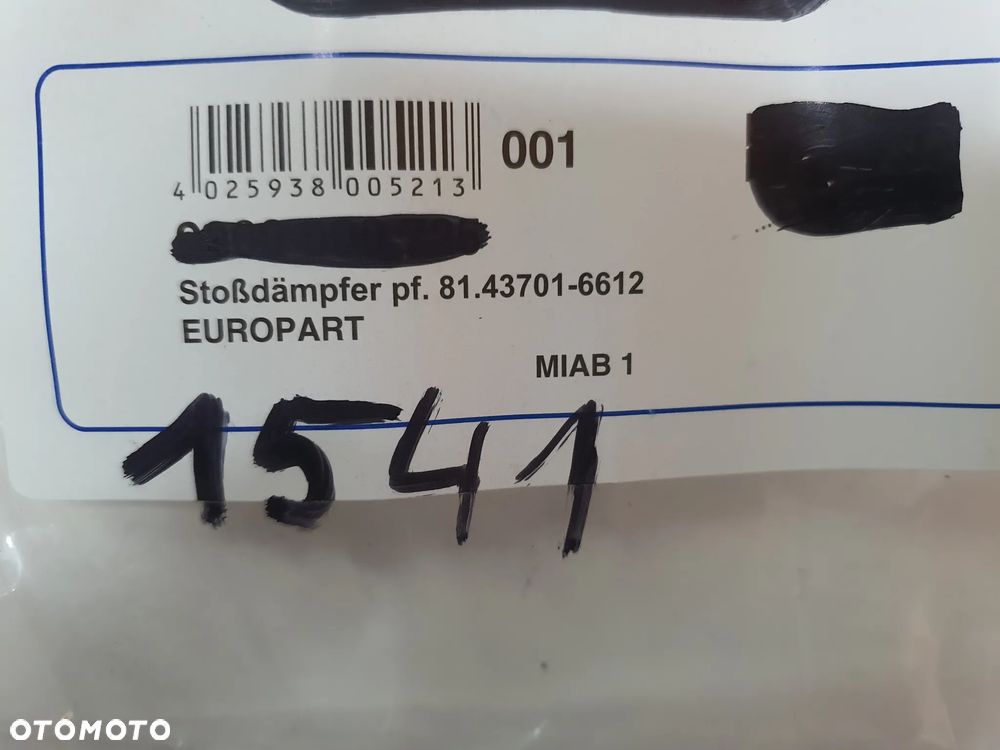 001
4 025938 005213
Stoßdämpfer pf. 81.43701-6612
EUROPART
MIAB 1
1541
OTOMOTO